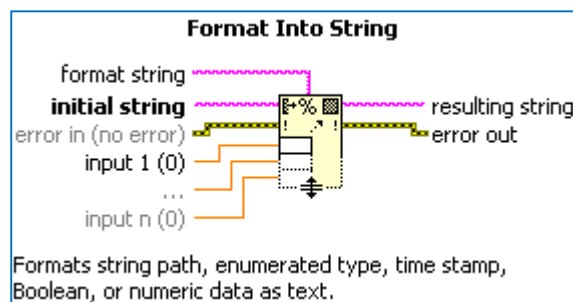 Format Into String
format string
initial string
error in (no error)
input 1 (0)
...
input n (0)
%
resulting string
error out
Formats string path, enumerated type, time stamp,
Boolean, or numeric data as text.